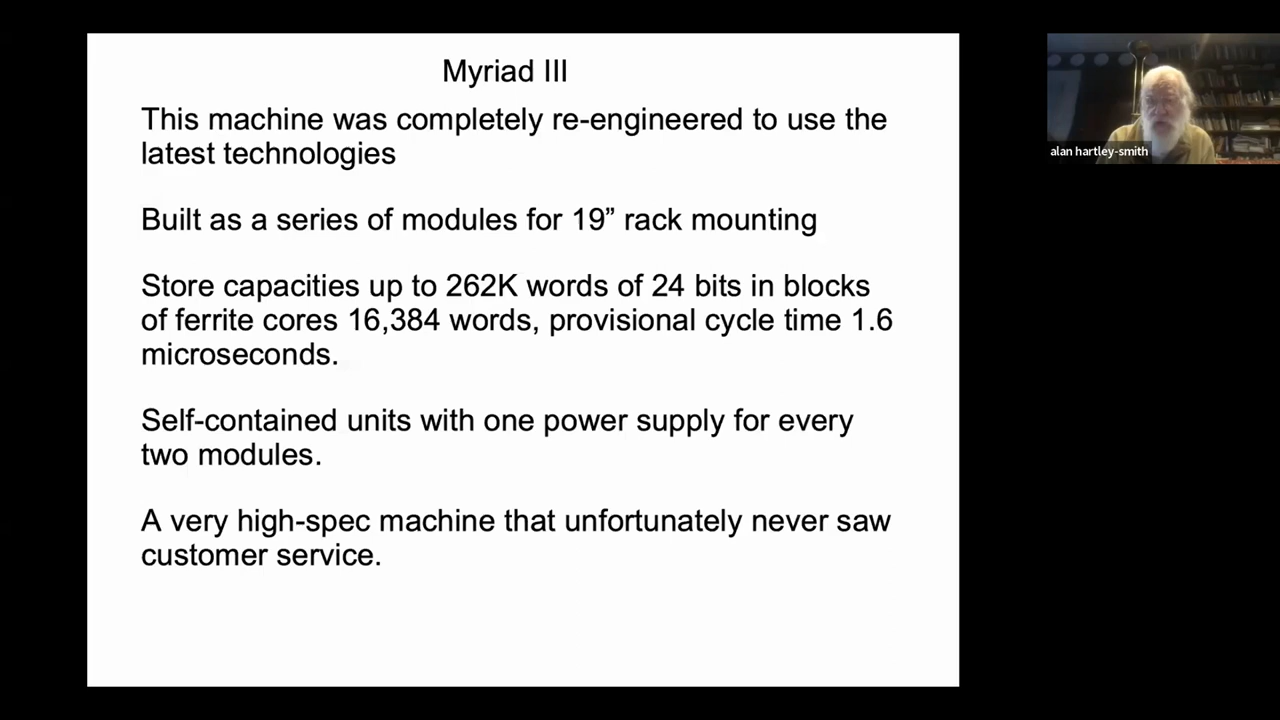 Myriad III
This machine was completely re-engineered to use the
latest technologies
Built as a series of modules for 19” rack mounting
Store capacities up to 262K words of 24 bits in blocks
of ferrite cores 16,384 words, provisional cycle time 1.6
microseconds.
Self-contained units with one power supply for every
two modules.
A very high-spec machine that unfortunately never saw
customer service.
alan hartley-smith